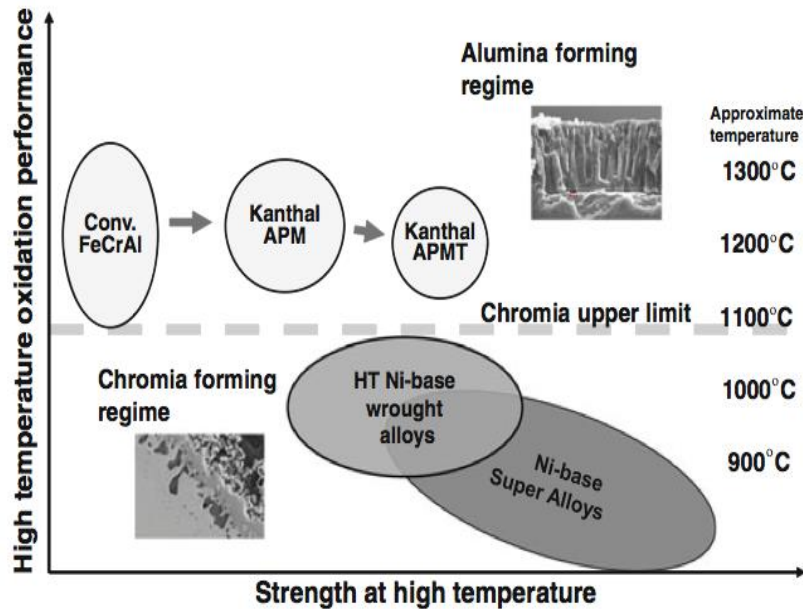 High temperature oxidation performance
Alumina forming
regime
Approximate
temperature
1300°C
1200°C
1100°C
1000°C
900°C
Conv.
FeCrAl
Kanthal
APM
Kanthal
APMT
Chromia upper limit
Chromia forming
regime
HT Ni-base
wrought
alloys
Ni-base
Super Alloys
Strength at high temperature